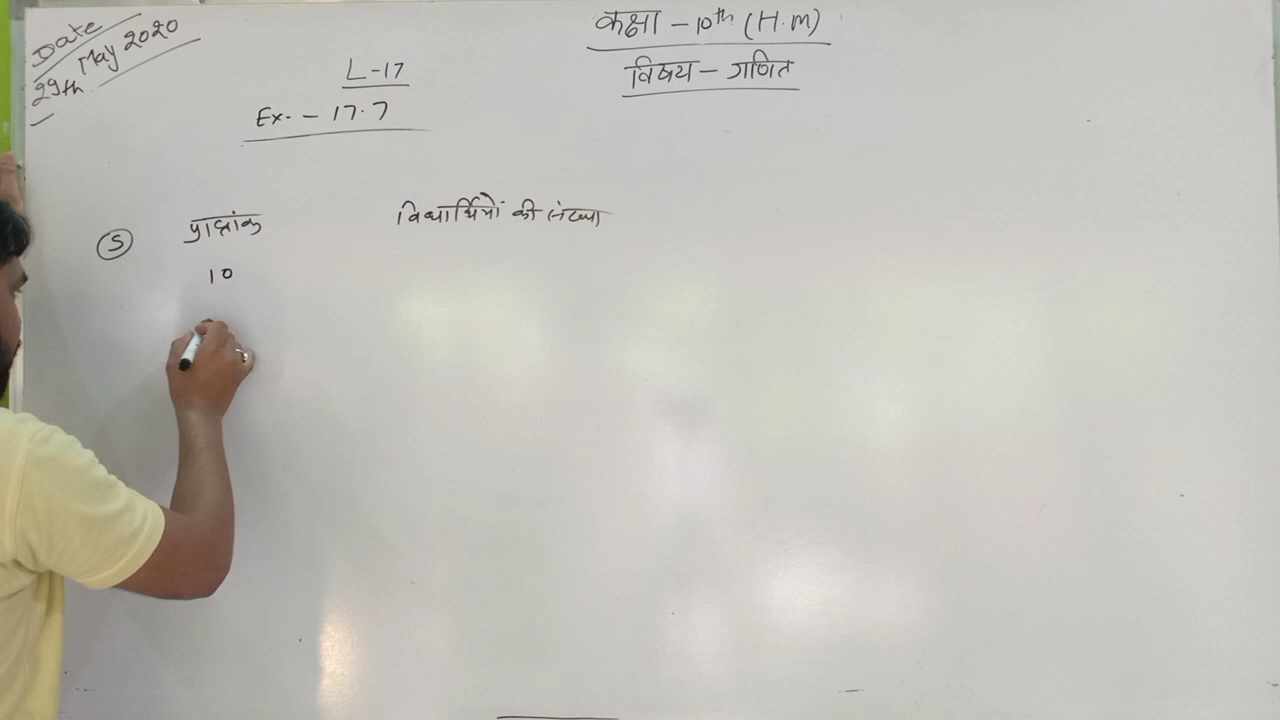 Date
29th May 2020
कक्षा - 10th (H.M)
विषय - गणित
L-17
Ex. - 17.7
5 प्राप्तांक विद्यार्थियों की संख्या
10